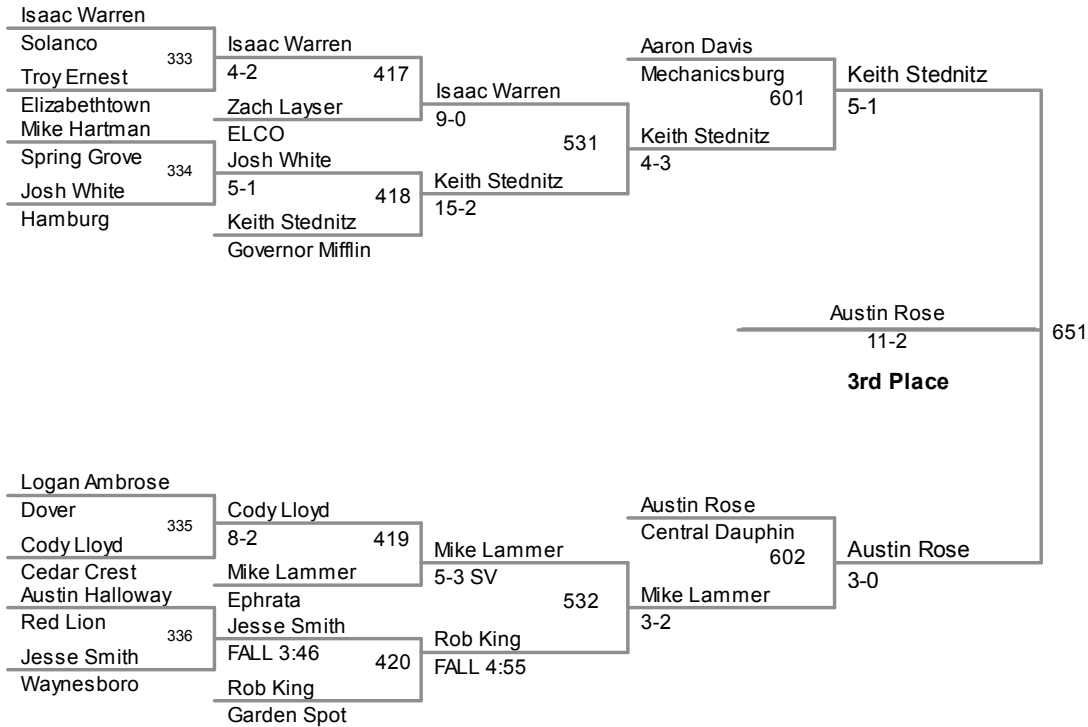 Isaac Warren
Solanco
333
Troy Ernest
Elizabethtown
Mike Hartman
Spring Grove
334
Josh White
Hamburg
Isaac Warren
4-2
417
Zach Layser
ELCO
Josh White
5-1
418
Keith Stednitz
Governor Mifflin
Isaac Warren
9-0
531
Keith Stednitz
15-2
Aaron Davis
Mechanicsburg
601
Keith Stednitz
4-3
Keith Stednitz
5-1
Austin Rose
11-2
651
3rd Place
Logan Ambrose
Dover
335
Cody Lloyd
Cedar Crest
Austin Halloway
Red Lion
336
Jesse Smith
Waynesboro
Cody Lloyd
8-2
419
Mike Lammer
Ephrata
Jesse Smith
FALL 3:46
420
Rob King
Garden Spot
Mike Lammer
5-3 SV
532
Rob King
FALL 4:55
Austin Rose
Central Dauphin
602
Mike Lammer
3-2
Austin Rose
3-0